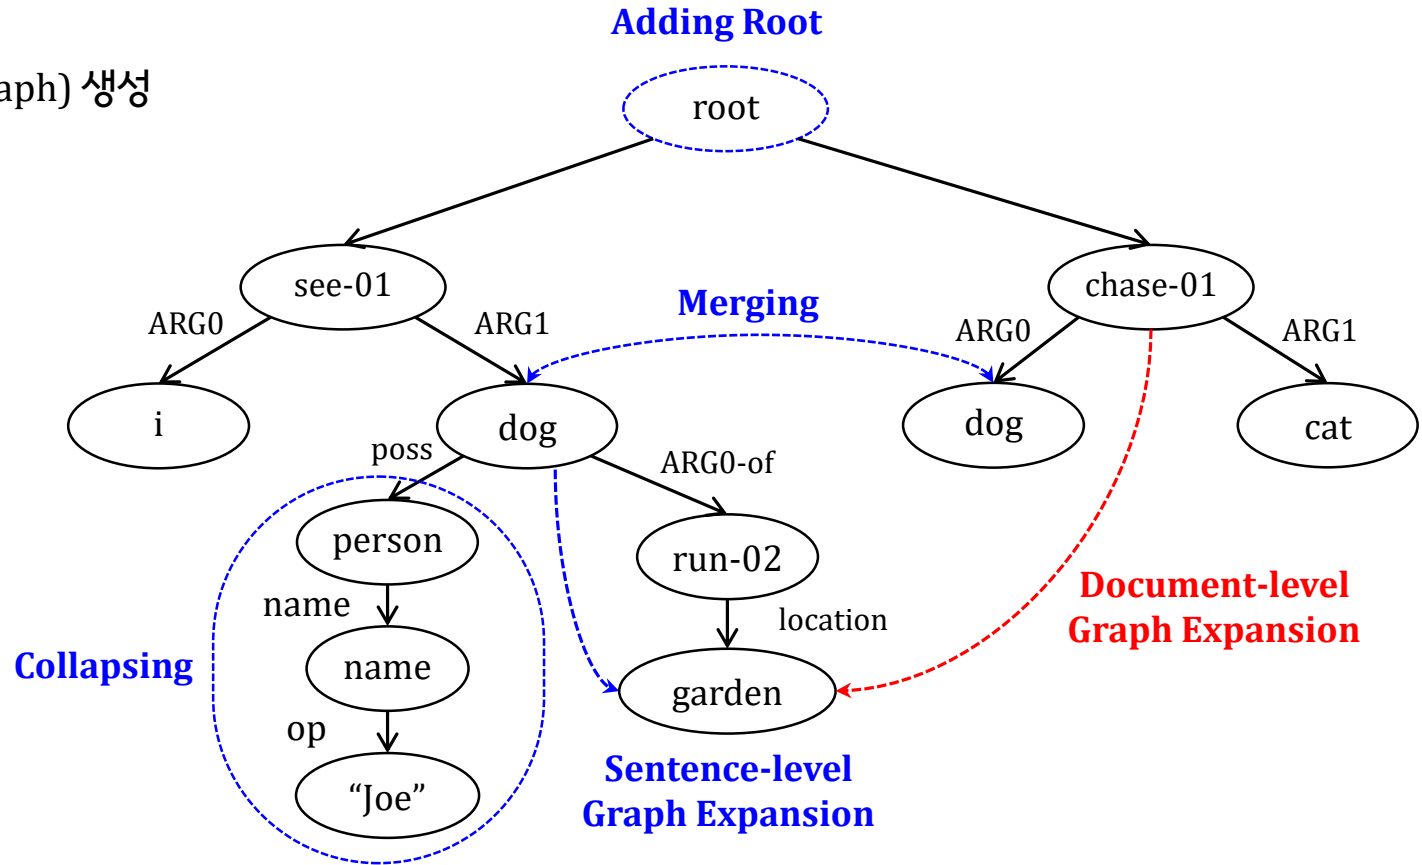 Adding Root
aph) 생성
root
see-01
chase-01
Merging
ARG0
ARG1
ARG0
ARG1
i
dog
dog
cat
poss
ARG0-of
person
run-02
name
location
Document-level
Graph Expansion
Collapsing
name
garden
op
Sentence-level
Graph Expansion
“Joe”